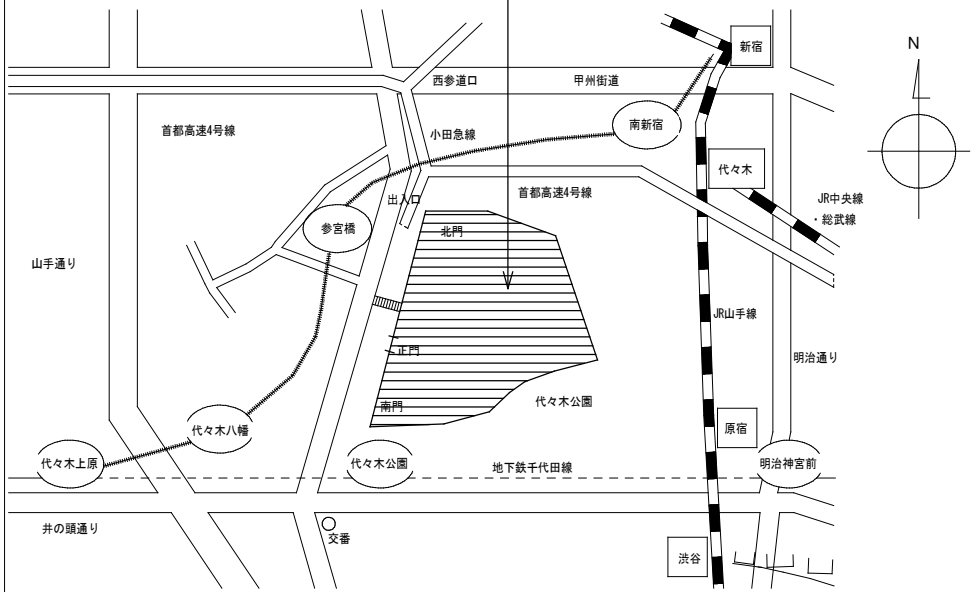 新宿
N
西参道口
甲州街道
首都高速4号線
小田急線
南新宿
代々木
首都高速4号線
出入口
JR中央線
・総武線
参宮橋
北門
山手通り
JR山手線
正門
明治通り
代々木公園
南門
原宿
代々木八幡
代々木上原
代々木公園
地下鉄千代田線
明治神宮前
井の頭通り
交番
渋谷